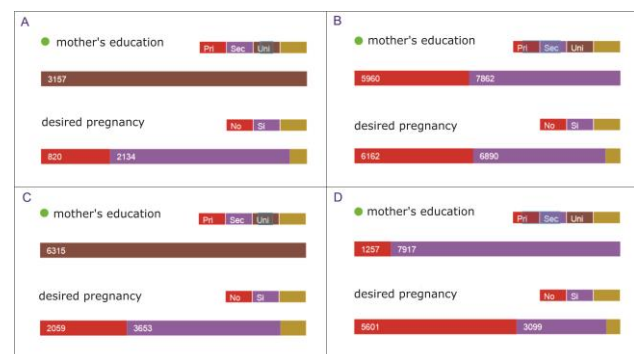 A
mother's education
Pri Sec Uni
3157
desired pregnancy
No Si
820 2134
B
mother's education
Pri Sec Uni
5960 7862
desired pregnancy
No Si
6162 6890
C
mother's education
Pri Sec Uni
6315
desired pregnancy
No Si
2059 3653
D
mother's education
Pri Sec Uni
1257 7917
desired pregnancy
No Si
5601 3099